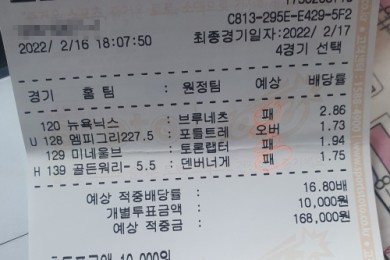 C813-295E-E429-5F2
2022/ 2/16 18:07:50
최종경기일자:2022/ 2/17
4경기 선택
경기 홈 팀 : 원정팀 예상 배당률
120 뉴욕닉스 : 브루네츠 패 2.86
U 128 멤피그리227.5 : 포틀트레 오버 1.73
129 미네울브 : 토론랩터 패 1.94
H 139 골든워리- 5.5 : 덴버너게 패 1.75
예상 적중배당률 : 16.80배
개별투표금액 : 10,000원
예상 적중금 : 168,000원
10,000원